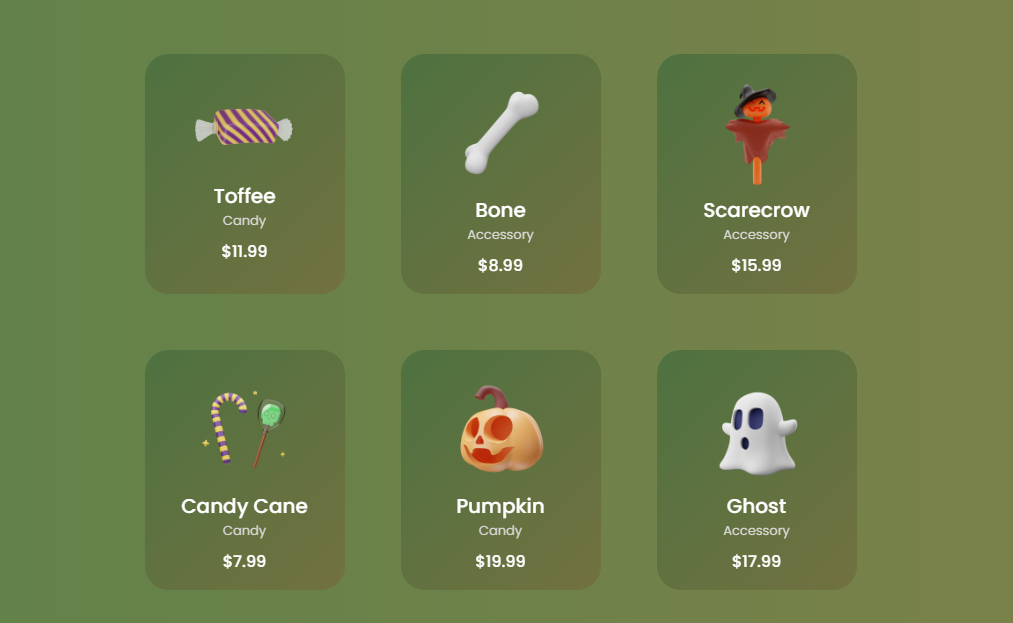 Toffee
Candy
$11.99
Bone
Accessory
$8.99
Scarecrow
Accessory
$15.99
Candy Cane
Candy
$7.99
Pumpkin
Candy
$19.99
Ghost
Accessory
$17.99